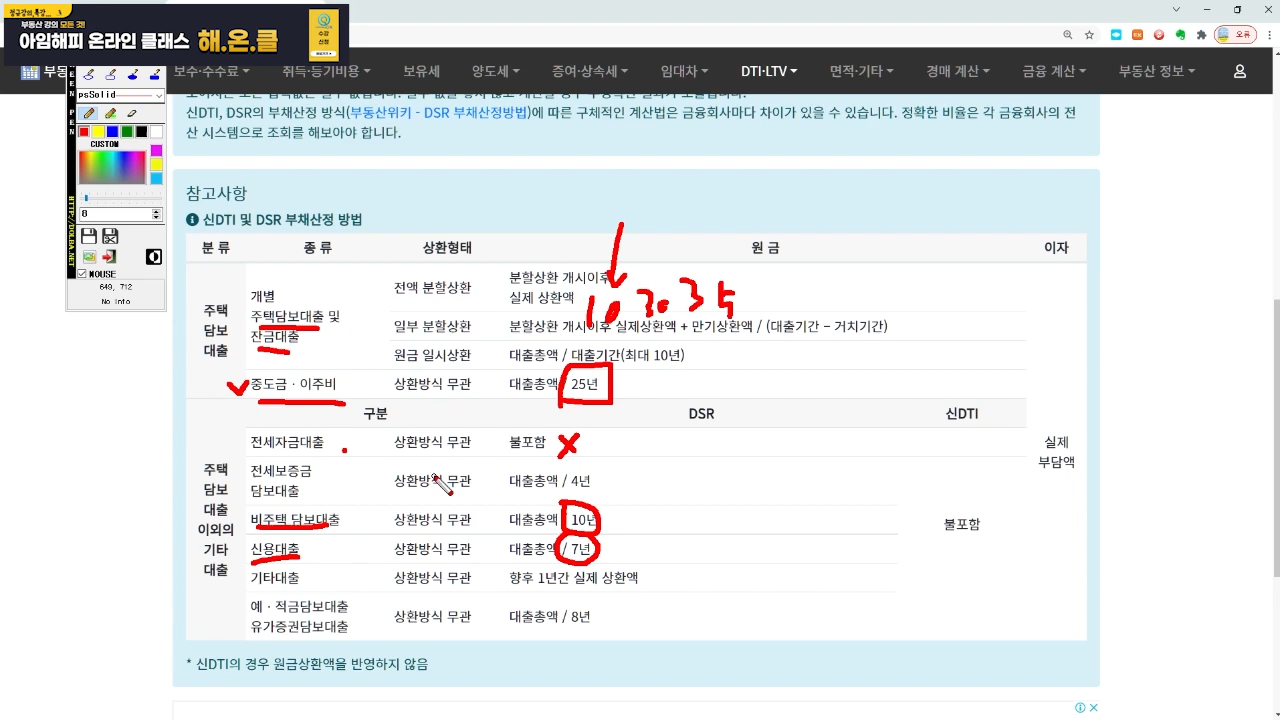 부동산 강의 모든 것!
아임해피 온라인 클래스 해.온.클
수강
신청
오류
부동
보수·수수료
취득·등기비용
보유세
양도세
증여·상속세
임대차
DTI·LTV
면적·기타
경매 계산
금융 계산
부동산 정보
psSolid
CUSTOM
8
HTTP://DOLBA.NET
MOUSE
649, 712
No Info
신DTI, DSR의 부채산정 방식(부동산위키 - DSR 부채산정방법)에 따른 구체적인 계산법은 금융회사마다 차이가 있을 수 있습니다. 정확한 비율은 각 금융회사의 전
산 시스템으로 조회를 해보아야 합니다.
참고사항
신DTI 및 DSR 부채산정 방법
분 류 종 류 상환형태 원 금 이자
주택
담보
대출
개별
주택담보대출 및
잔금대출
전액 분할상환
분할상환 개시이후
실제 상환액
10 30 35
일부 분할상환 분할상환 개시이후 실제상환액 + 만기상환액 / (대출기간 − 거치기간)
원금 일시상환 대출총액 / 대출기간(최대 10년)
중도금 · 이주비 상환방식 무관 대출총액 / 25년
구분 DSR 신DTI
실제
부담액
주택
담보
대출
이외의
기타
대출
전세자금대출 상환방식 무관 불포함
전세보증금
담보대출
상환방식 무관 대출총액 / 4년
비주택 담보대출 상환방식 무관 대출총액 / 10년
불포함
신용대출 상환방식 무관 대출총액 / 7년
기타대출 상환방식 무관 향후 1년간 실제 상환액
예 · 적금담보대출
유가증권담보대출
상환방식 무관 대출총액 / 8년
* 신DTI의 경우 원금상환액을 반영하지 않음